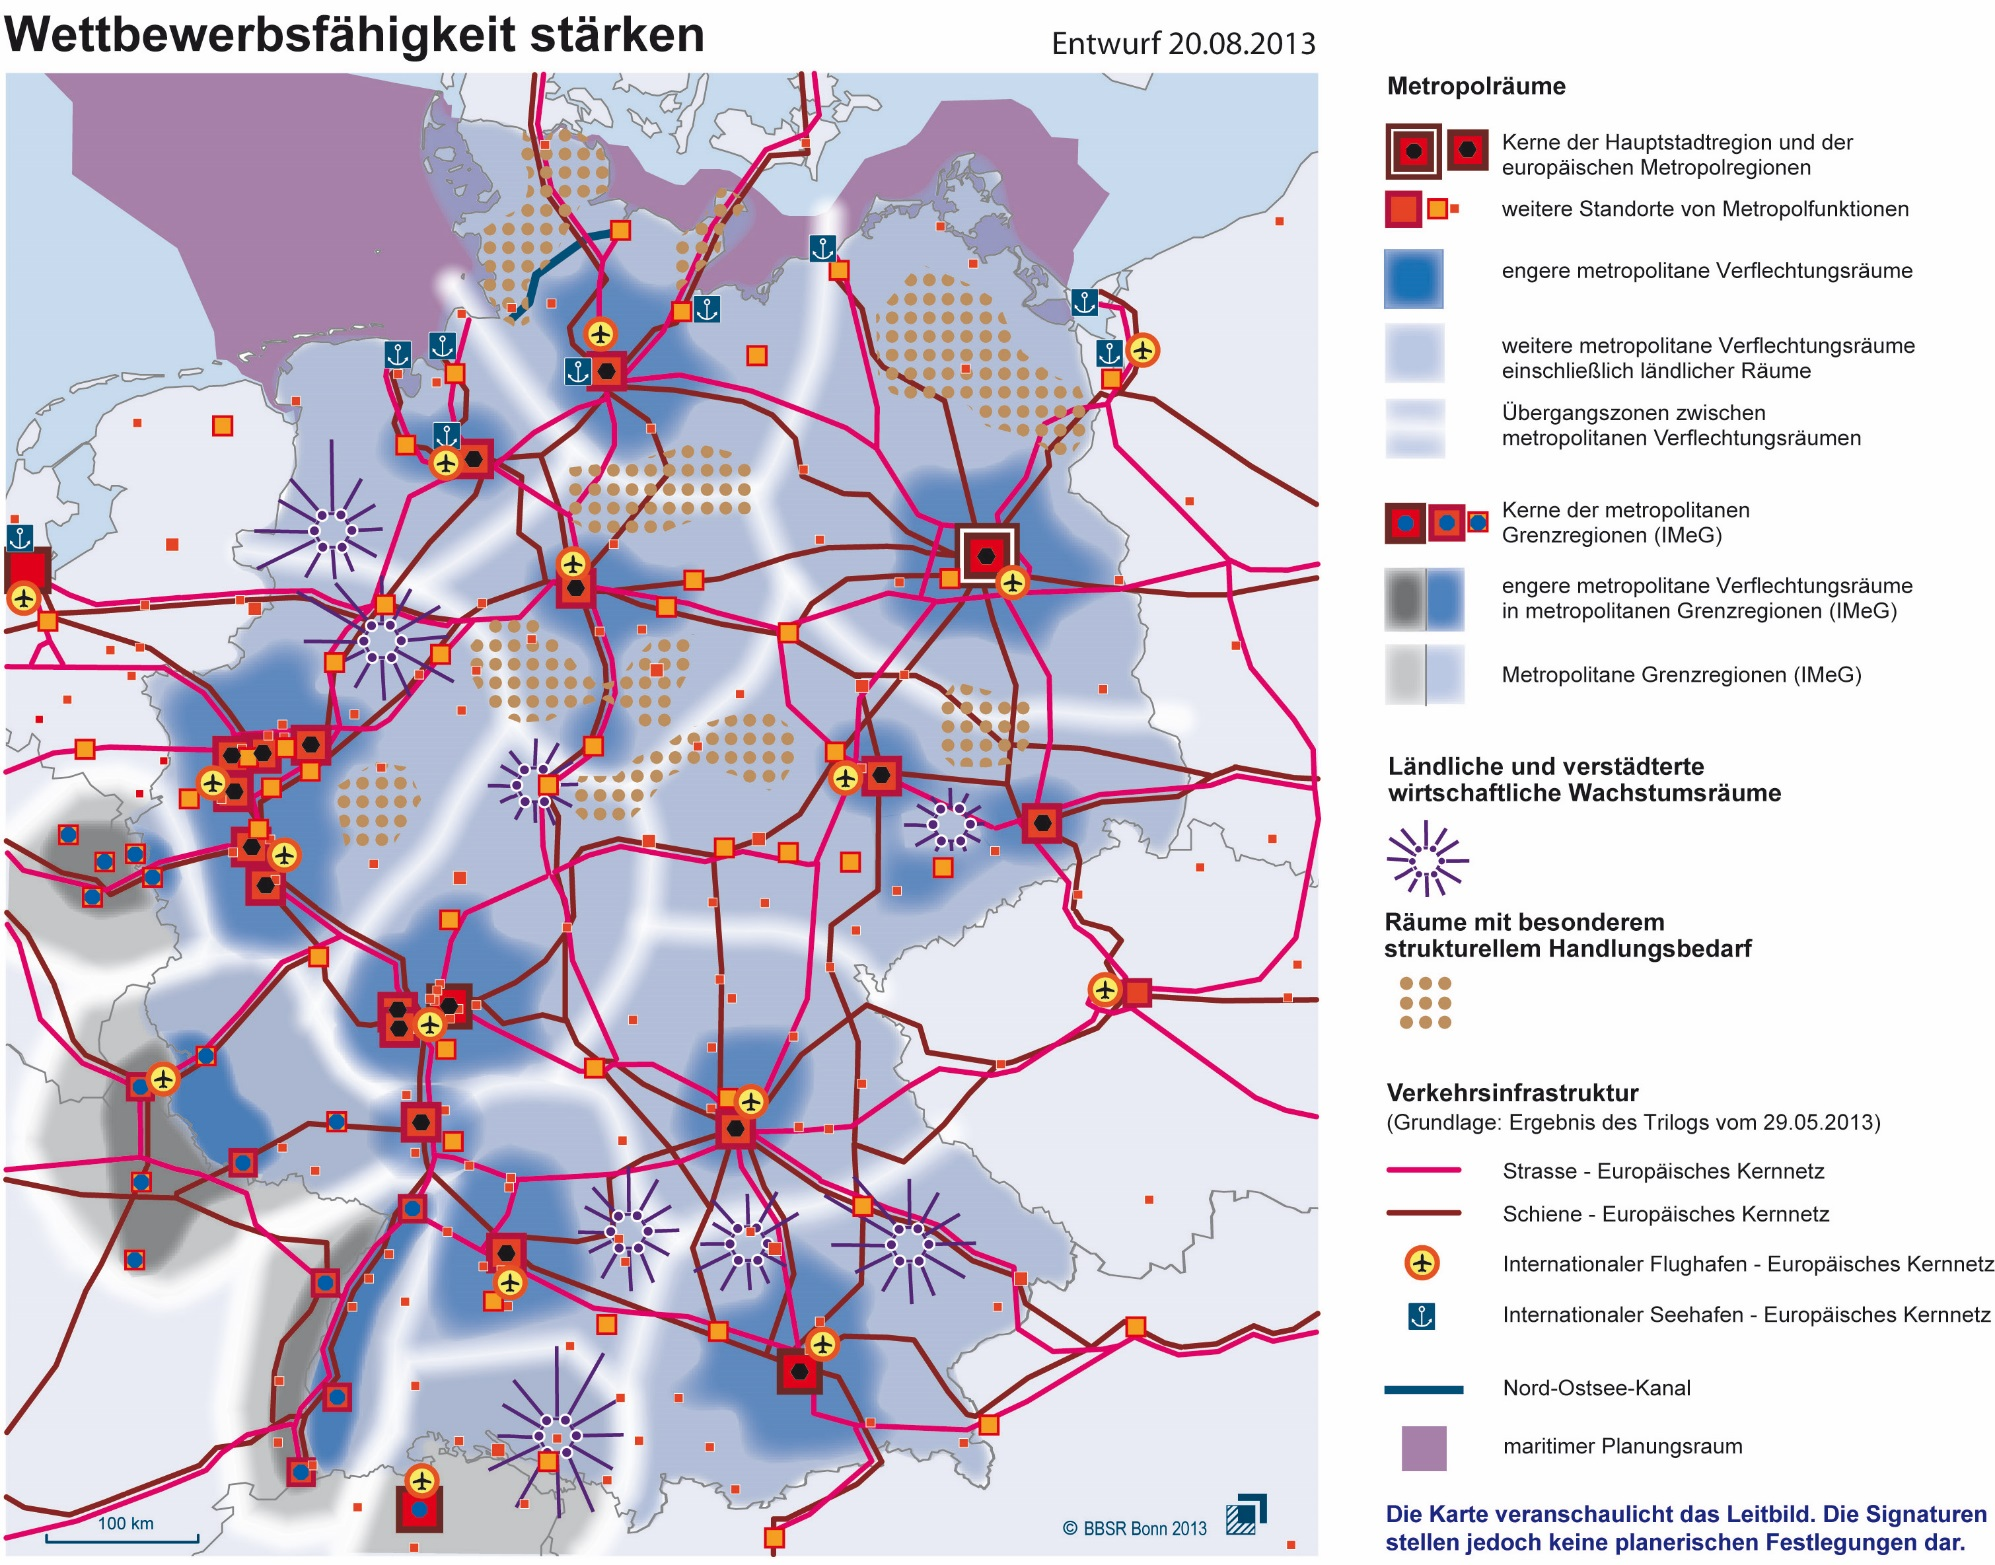 Wettbewerbsfähigkeit stärken
Entwurf 20.08.2013
Metropolräume
Kerne der Hauptstadtregion und der
europäischen Metropolregionen
weitere Standorte von Metropolfunktionen
engere metropolitane Verflechtungsräume
weitere metropolitane Verflechtungsräume
einschließlich ländlicher Räume
Übergangszonen zwischen
metropolitanen Verflechtungsräumen
Kerne der metropolitanen
Grenzregionen (IMeG)
engere metropolitane Verflechtungsräume
in metropolitanen Grenzregionen (IMeG)
Metropolitane Grenzregionen (IMeG)
Ländliche und verstädterte
wirtschaftliche Wachstumsräume
Räume mit besonderem
strukturellem Handlungsbedarf
Verkehrsinfrastruktur
(Grundlage: Ergebnis des Trilogs vom 29.05.2013)
Strasse - Europäisches Kernnetz
Schiene - Europäisches Kernnetz
Internationaler Flughafen - Europäisches Kernnetz
Internationaler Seehafen - Europäisches Kernnetz
Nord-Ostsee-Kanal
maritimer Planungsraum
Die Karte veranschaulicht das Leitbild. Die Signaturen
stellen jedoch keine planerischen Festlegungen dar.
100 km
© BBSR Bonn 2013